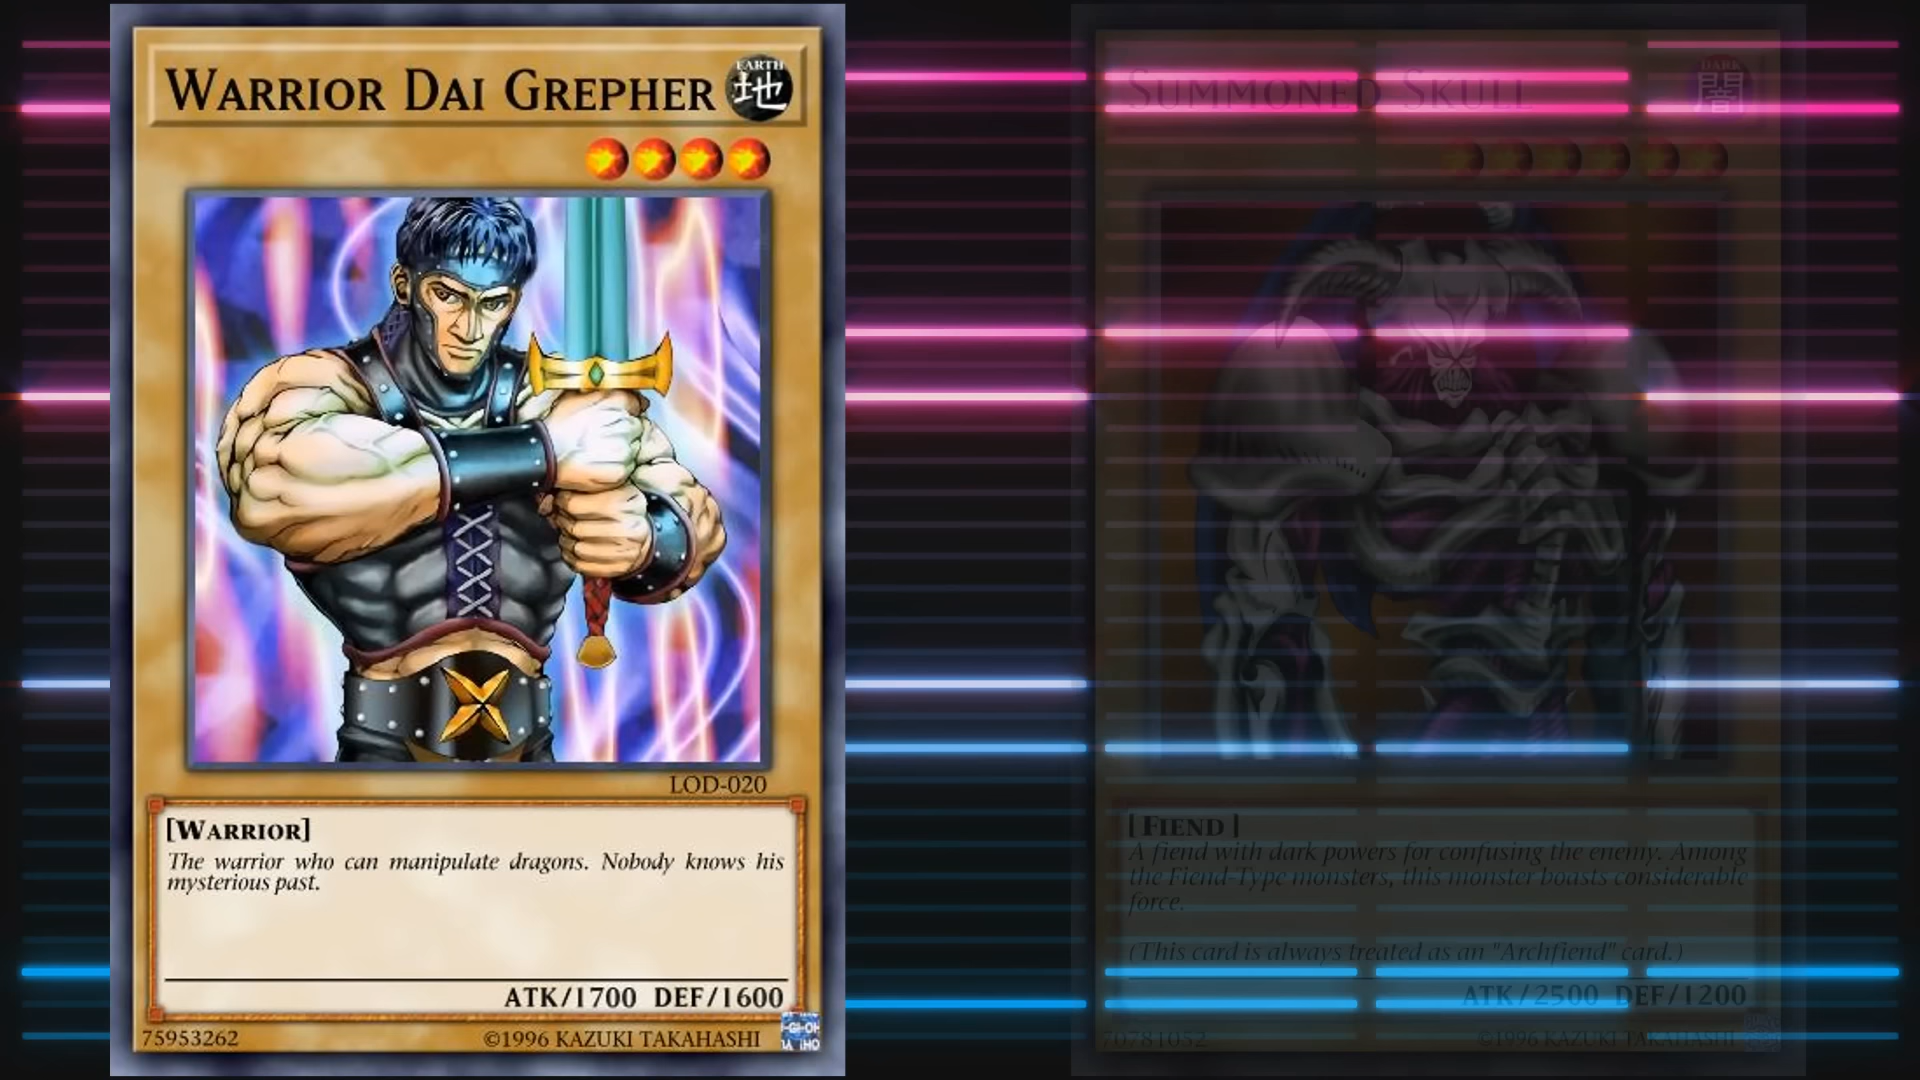 WARRIOR DAI GREPHER
EARTH
地
LOD-020
[WARRIOR]
The warrior who can manipulate dragons. Nobody knows his
mysterious past.
ATK/1700 DEF/1600
75953262
©1996 KAZUKI TAKAHASHI
SUMMONED SKULL
DARK
闇
[FIEND]
A fiend with dark powers for confusing the enemy. Among
the Fiend-Type monsters, this monster boasts considerable
force.
(This card is always treated as an "Archfiend" card.)
ATK/2500 DEF/1200
70781052
©1996 KAZUKI TAKAHASHI